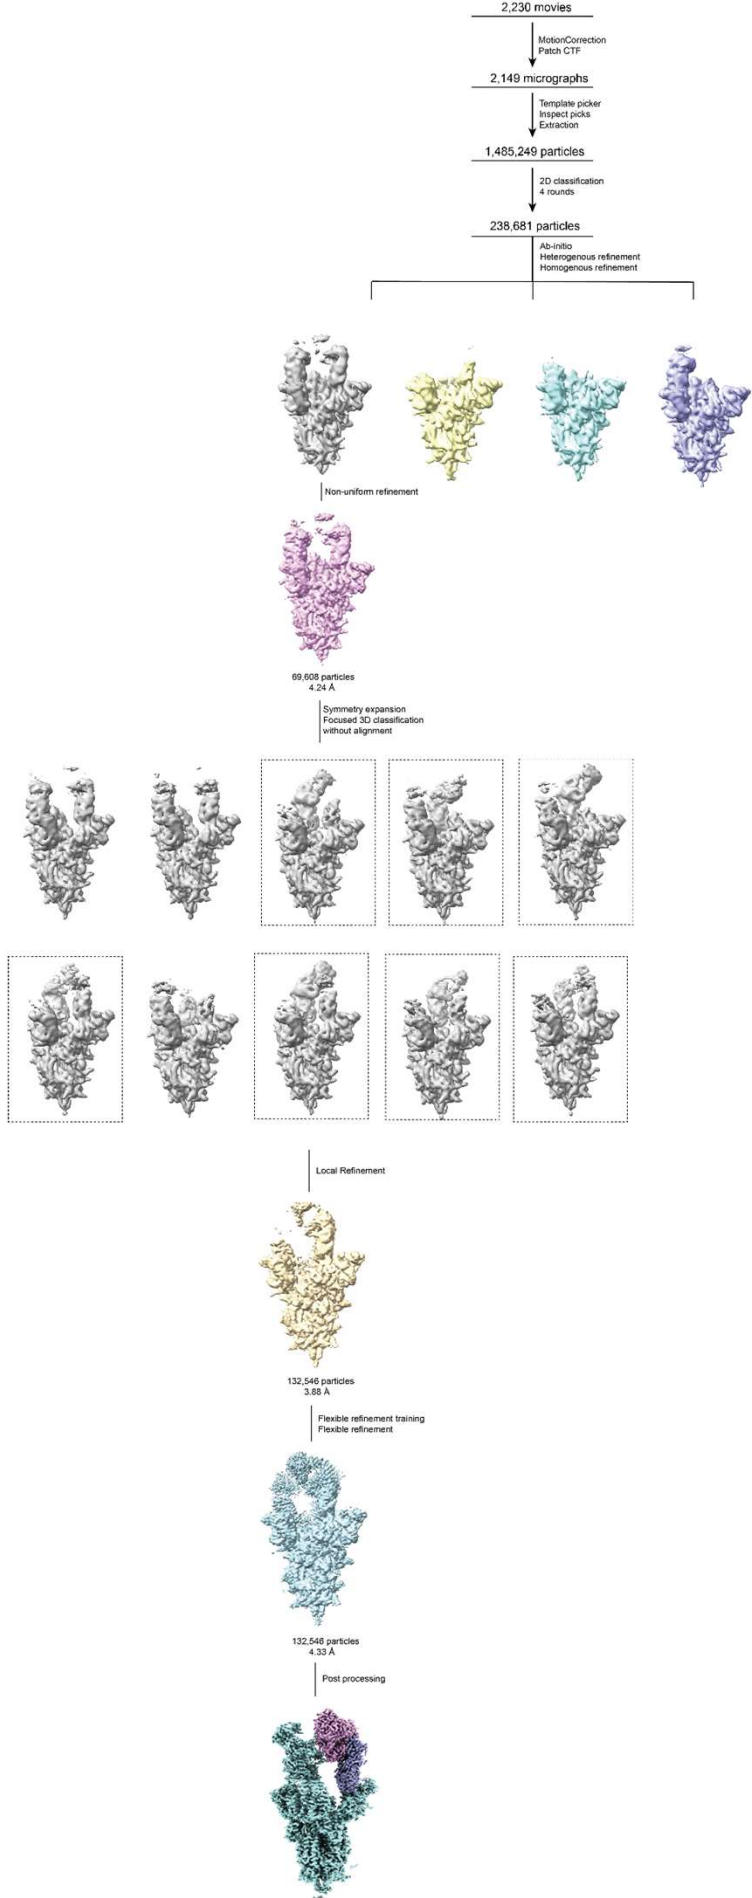 2,230 movies
MotionCorrection
Patch CTF
2,149 micrographs
Template picker
Inspect picks
Extraction
1,485,249 particles
2D classification
4 rounds
238,681 particles
Ab-initio
Heterogenous refinement
Homogenous refinement
Non-uniform refinement
69,608 particles
4.24 Å
Symmetry expansion
Focused 3D classification
without alignment
Local Refinement
132,546 particles
3.88 Å
Flexible refinement training
Flexible refinement
132,546 particles
4.33 Å
Post processing